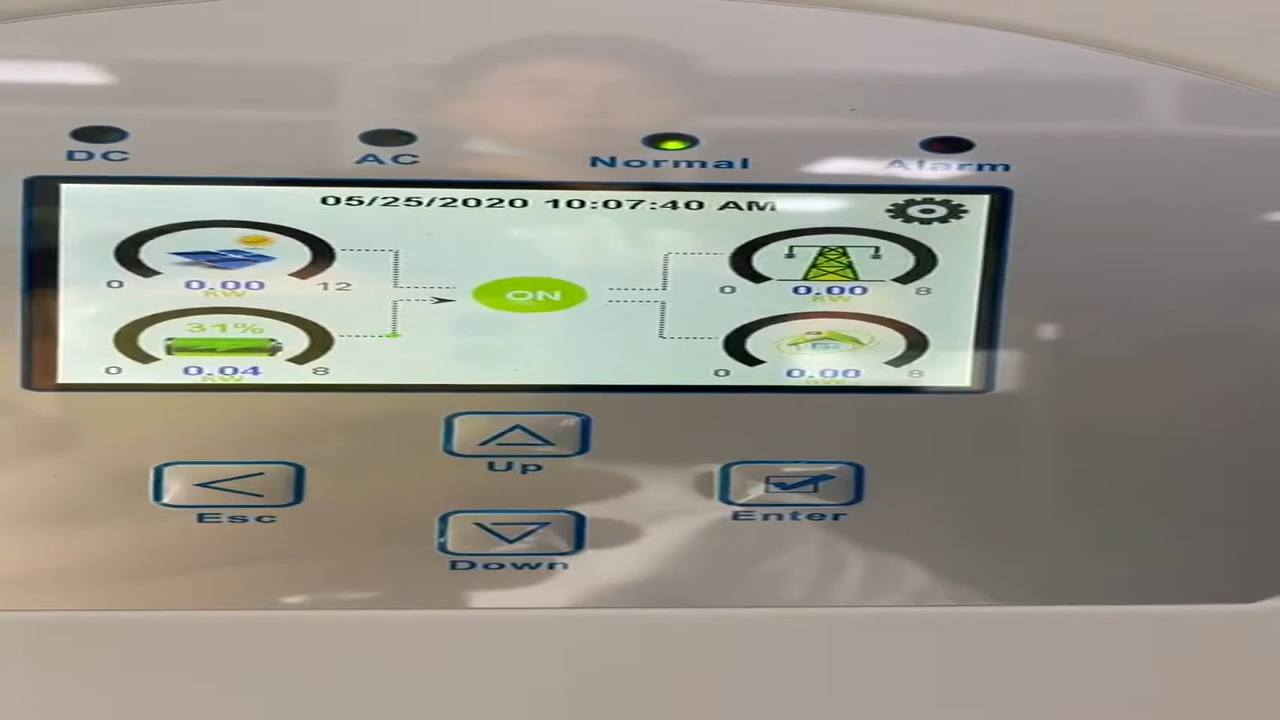 DC AC Normal Alarm
05/25/2020 10:07:40 AM
0 0.00 12
KW
0 0.00 8
KW
ON
31%
0 0.04 8
KW
0 0.00 8
Up
Esc
Enter
Down